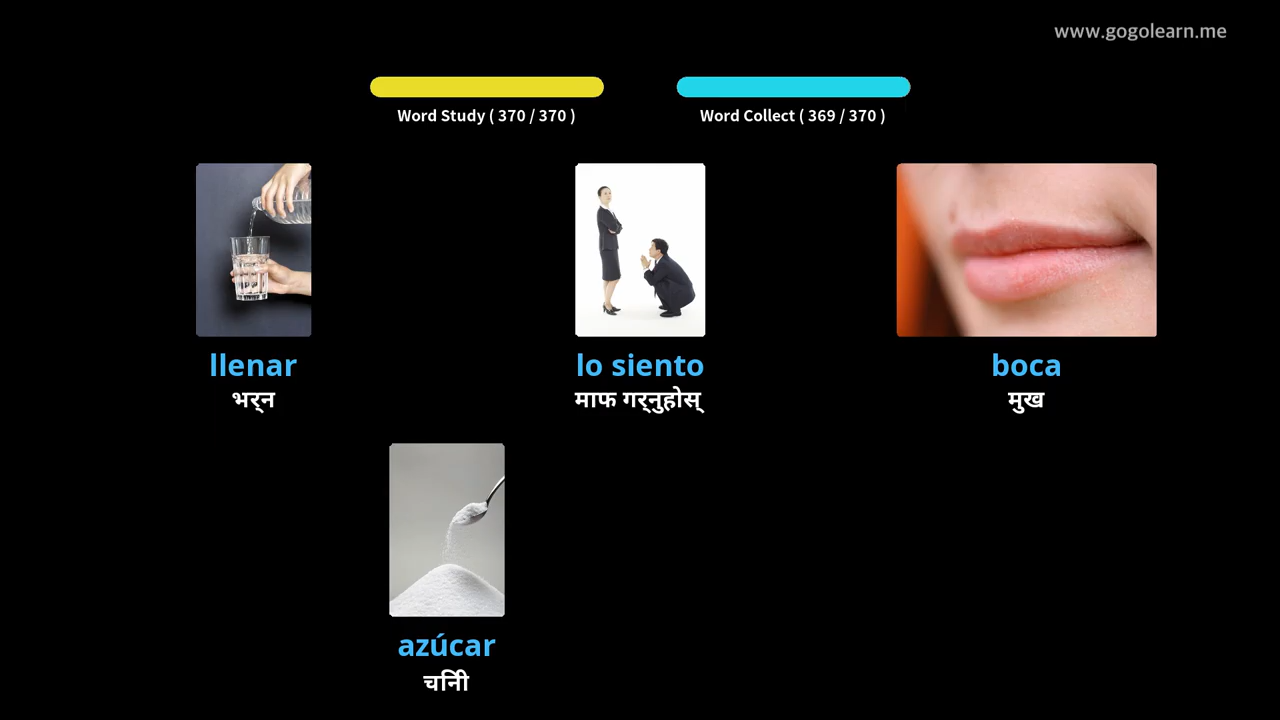 www.gogolearn.me
Word Study ( 370 / 370 )
Word Collect ( 369 / 370 )
llenar
भर्न
lo siento
माफ गर्नुहोस्
boca
मुख
azúcar
चिनी